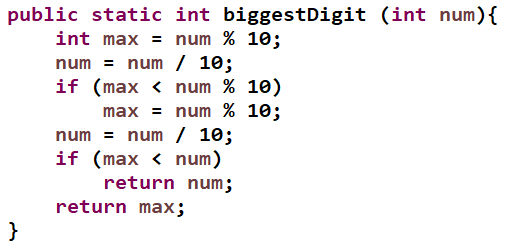 public static int biggestDigit (int num){
    int max = num % 10;
    num = num / 10;
    if (max < num % 10)
        max = num % 10;
    num = num / 10;
    if (max < num)
        return num;
    return max;
}